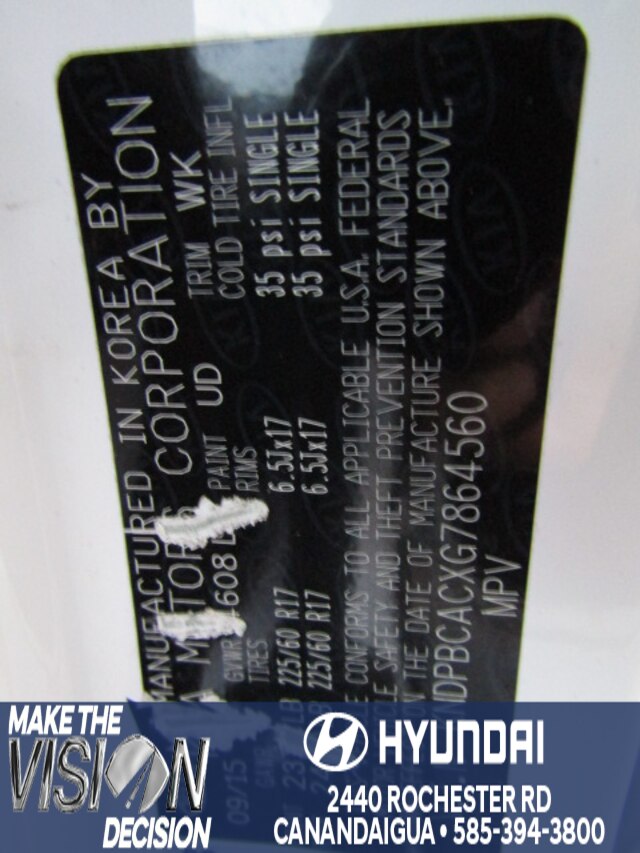 MANUFACTURED IN KOREA BY
CORPORATION
09/15 GVWR 608 PAINT UD TRIM WK
TIRES RIMS COLD TIRE INFL
225/60 R17 6.5Jx17 35 psi SINGLE
225/60 R17 6.5Jx17 35 psi SINGLE
CONFORMS TO ALL APPLICABLE U.S.A. FEDERAL
SAFETY AND THEFT PREVENTION STANDARDS
THE DATE OF MANUFACTURE SHOWN ABOVE.
NDPBCACXG7864560
MPV
MAKE THE
VISION
DECISION
HYUNDAI
2440 ROCHESTER RD
CANANDAIGUA • 585-394-3800